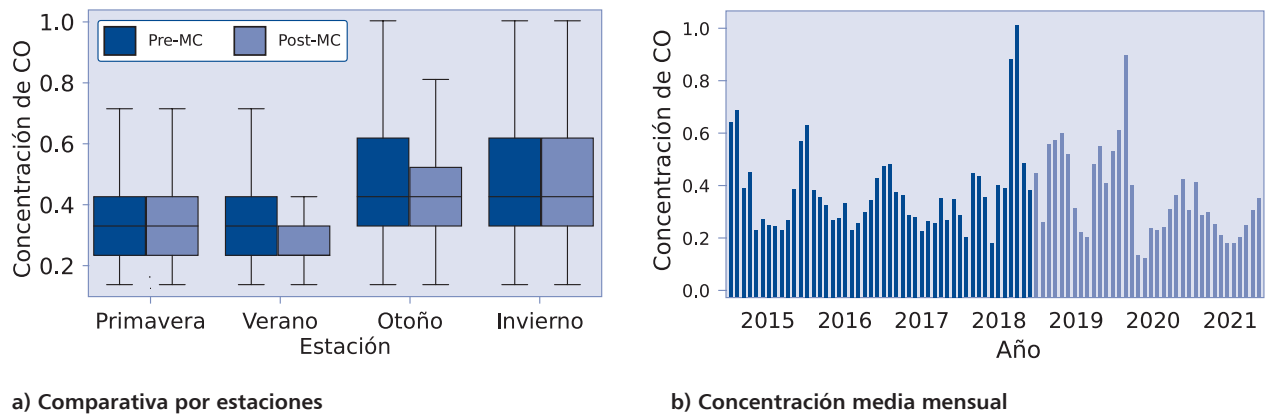 1.0
0.8
0.6
0.4
0.2
Concentración de CO
Pre-MC
Post-MC
Primavera
Verano
Otoño
Invierno
Estación
a) Comparativa por estaciones
1.0
0.8
0.6
0.4
0.2
0.0
Concentración de CO
2015
2016
2017
2018
2019
2020
2021
Año
b) Concentración media mensual